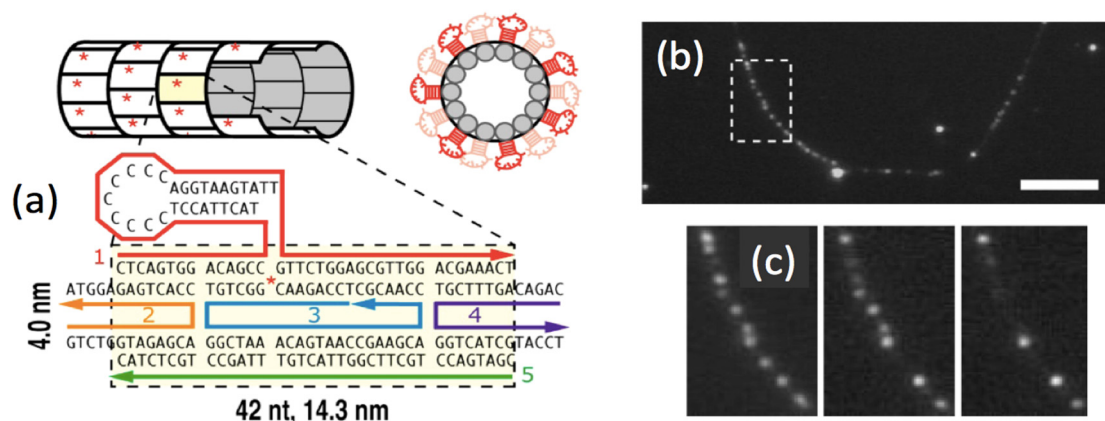 (a)
C C C C C C C C C C C
AGGTAAGTATT
TCCATTCAT
1
CTCAGTGG ACAGCC GTTCTGGAGCGTTGG ACGAAACT
ATGGAGAGTCACC TGTCGG*CAAGACCTCGCAACC TGCTTTGACAGAC
2 3 4
GTCTGGTAGAGCA GGCTAA ACAGTAACCGAAGCA GGTCATCGTACCT
CATCTCGT CCGATT TGTCATTGGCTTCGT CCAGTAGC
5
4.0 nm
42 nt, 14.3 nm
(b)
(c)